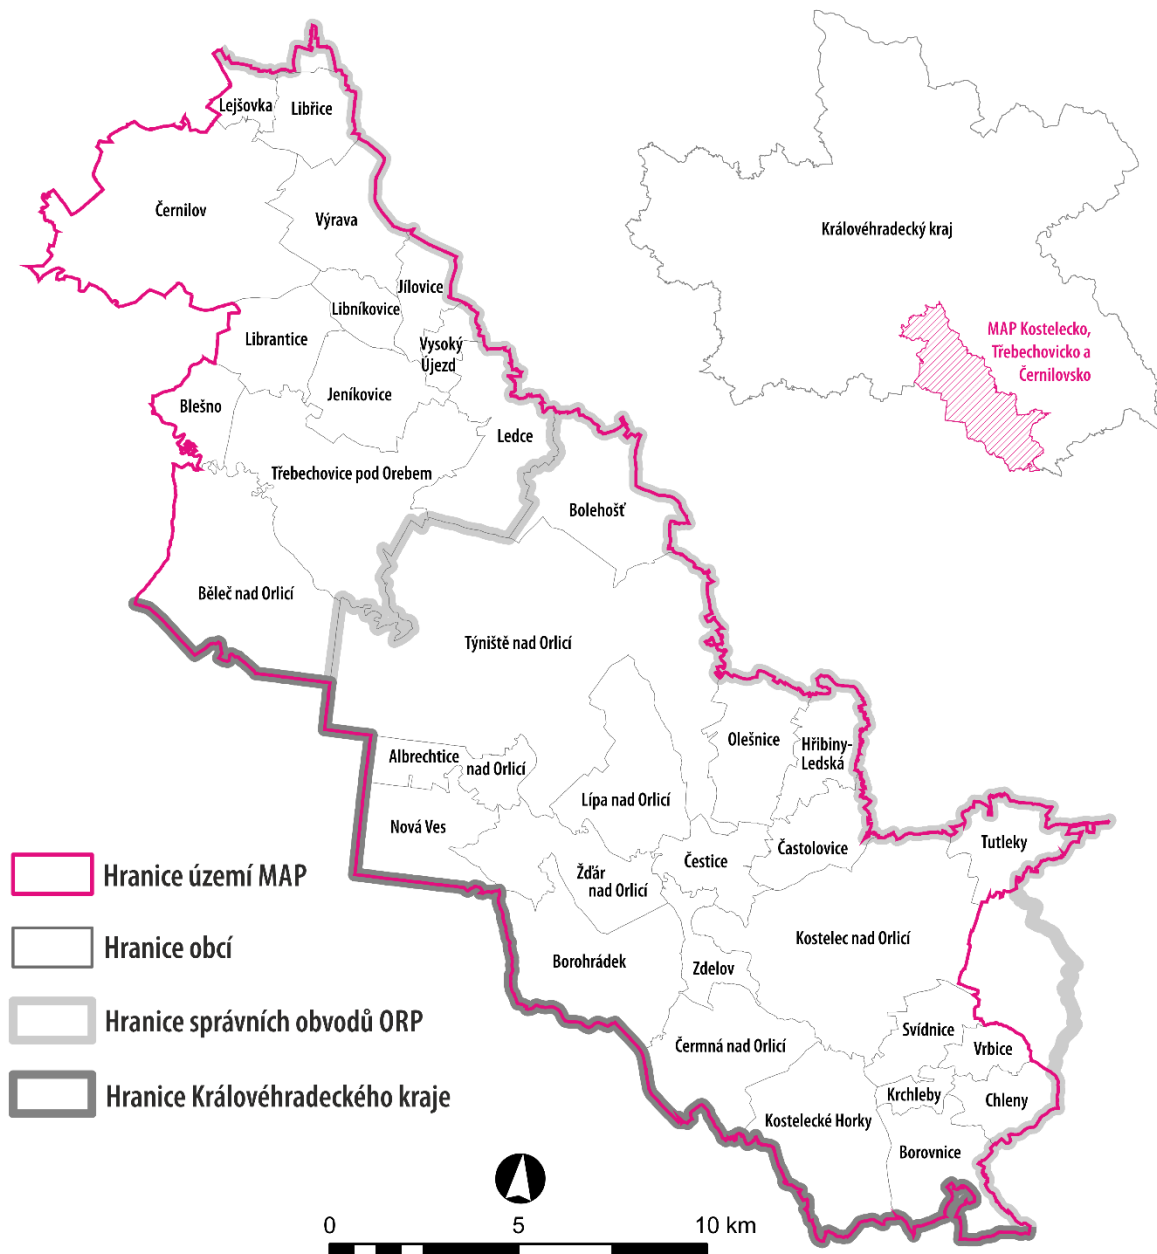 Lejšovka
Libřice
Černilov
Výrava
Královéhradecký kraj
Jílovice
Libníkovice
Librantice
Vysoký
Újezd
MAP Kostelecko,
Třebechovicko a
Černilovsko
Jeníkovice
Blešno
Ledce
Třebechovice pod Orebem
Bolehošť
Běleč nad Orlicí
Týniště nad Orlicí
Olešnice
Hřibiny-
Ledská
Albrechtice
nad Orlicí
Lípa nad Orlicí
Nová Ves
Tutleky
Častolovice
Čestice
Žďár
nad Orlicí
Hranice území MAP
Kostelec nad Orlicí
Hranice obcí
Borohrádek
Zdelov
Hranice správních obvodů ORP
Svídnice
Čermná nad Orlicí
Vrbice
Hranice Královéhradeckého kraje
Krchleby
Chleny
Kostelecké Horky
Borovnice
0 5 10 km